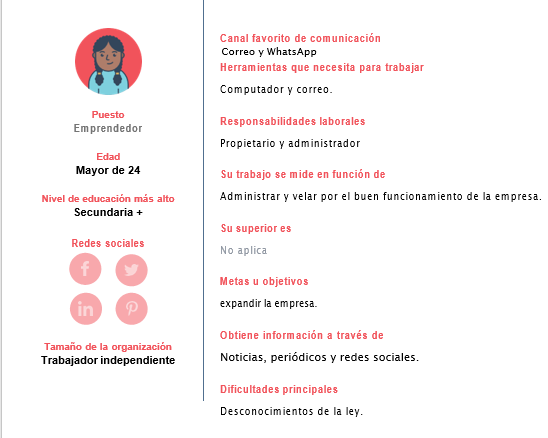 Puesto
Emprendedor
Edad
Mayor de 24
Nivel de educación más alto
Secundaria +
Redes sociales
Tamaño de la organización
Trabajador independiente
Canal favorito de comunicación
Correo y WhatsApp
Herramientas que necesita para trabajar
Computador y correo.
Responsabilidades laborales
Propietario y administrador
Su trabajo se mide en función de
Administrar y velar por el buen funcionamiento de la empresa.
Su superior es
No aplica
Metas u objetivos
expandir la empresa.
Obtiene información a través de
Noticias, periódicos y redes sociales.
Dificultades principales
Desconocimientos de la ley.